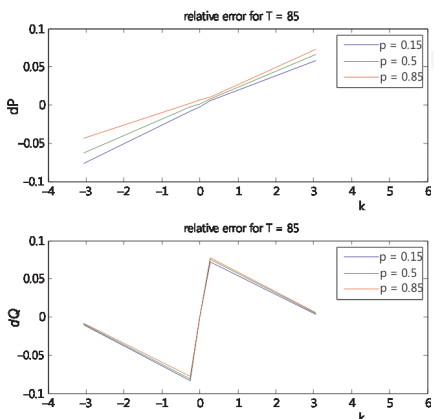 relative error for T = 85
dP
0.1
0.05
0
−0.05
−0.1
−4 −3 −2 −1 0 1 2 3 4 5 6
k
p = 0.15
p = 0.5
p = 0.85
relative error for T = 85
dQ
0.1
0.05
0
−0.05
−0.1
−4 −3 −2 −1 0 1 2 3 4 5 6
k
p = 0.15
p = 0.5
p = 0.85